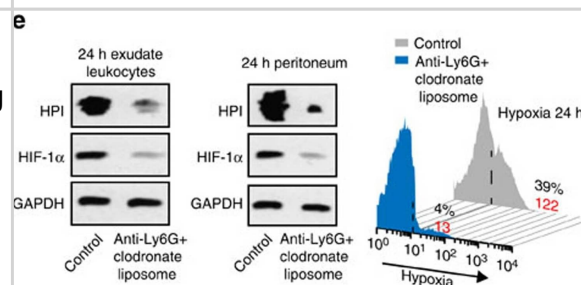 e
24 h exudate
leukocytes
HPI
HIF-1α
GAPDH
Control
Anti-Ly6G+
clodronate
liposome
24 h peritoneum
HPI
HIF-1α
GAPDH
Control
Anti-Ly6G+
clodronate
liposome
Control
Anti-Ly6G+
clodronate
liposome
Hypoxia 24 h
39%
122
4%
13
10⁰ 10¹ 10² 10³ 10⁴
Hypoxia